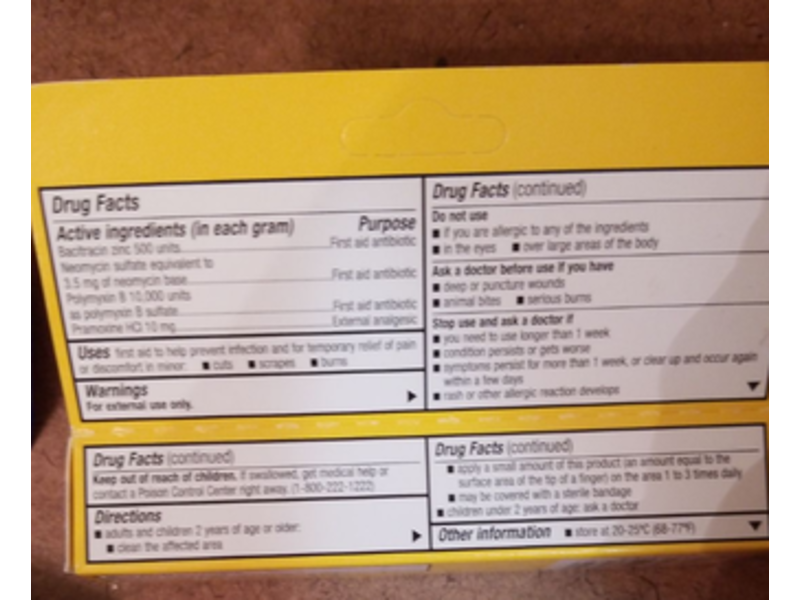 Drug Facts
Active ingredients (in each gram) Purpose
Bacitracin zinc 500 units First aid antibiotic
Neomycin sulfate equivalent to
3.5 mg of neomycin base First aid antibiotic
Polymyxin B 10,000 units
as polymyxin B sulfate First aid antibiotic
Pramoxine HCl 10 mg External analgesic
Uses first aid to help prevent infection and for temporary relief of pain
or discomfort in minor: ■ cuts ■ scrapes ■ burns
Warnings
For external use only.
Drug Facts (continued)
Do not use
■ if you are allergic to any of the ingredients
■ in the eyes ■ over large areas of the body
Ask a doctor before use if you have
■ deep or puncture wounds
■ animal bites ■ serious burns
Stop use and ask a doctor if
■ you need to use longer than 1 week
■ condition persists or gets worse
■ symptoms persist for more than 1 week, or clear up and occur again
within a few days
■ rash or other allergic reaction develops
Drug Facts (continued)
Keep out of reach of children. If swallowed, get medical help or
contact a Poison Control Center right away. (1-800-222-1222)
Directions
■ adults and children 2 years of age or older:
■ clean the affected area
Drug Facts (continued)
■ apply a small amount of this product (an amount equal to the
surface area of the tip of a finger) on the area 1 to 3 times daily
■ may be covered with a sterile bandage
■ children under 2 years of age: ask a doctor
Other information ■ store at 20-25°C (68-77°F)